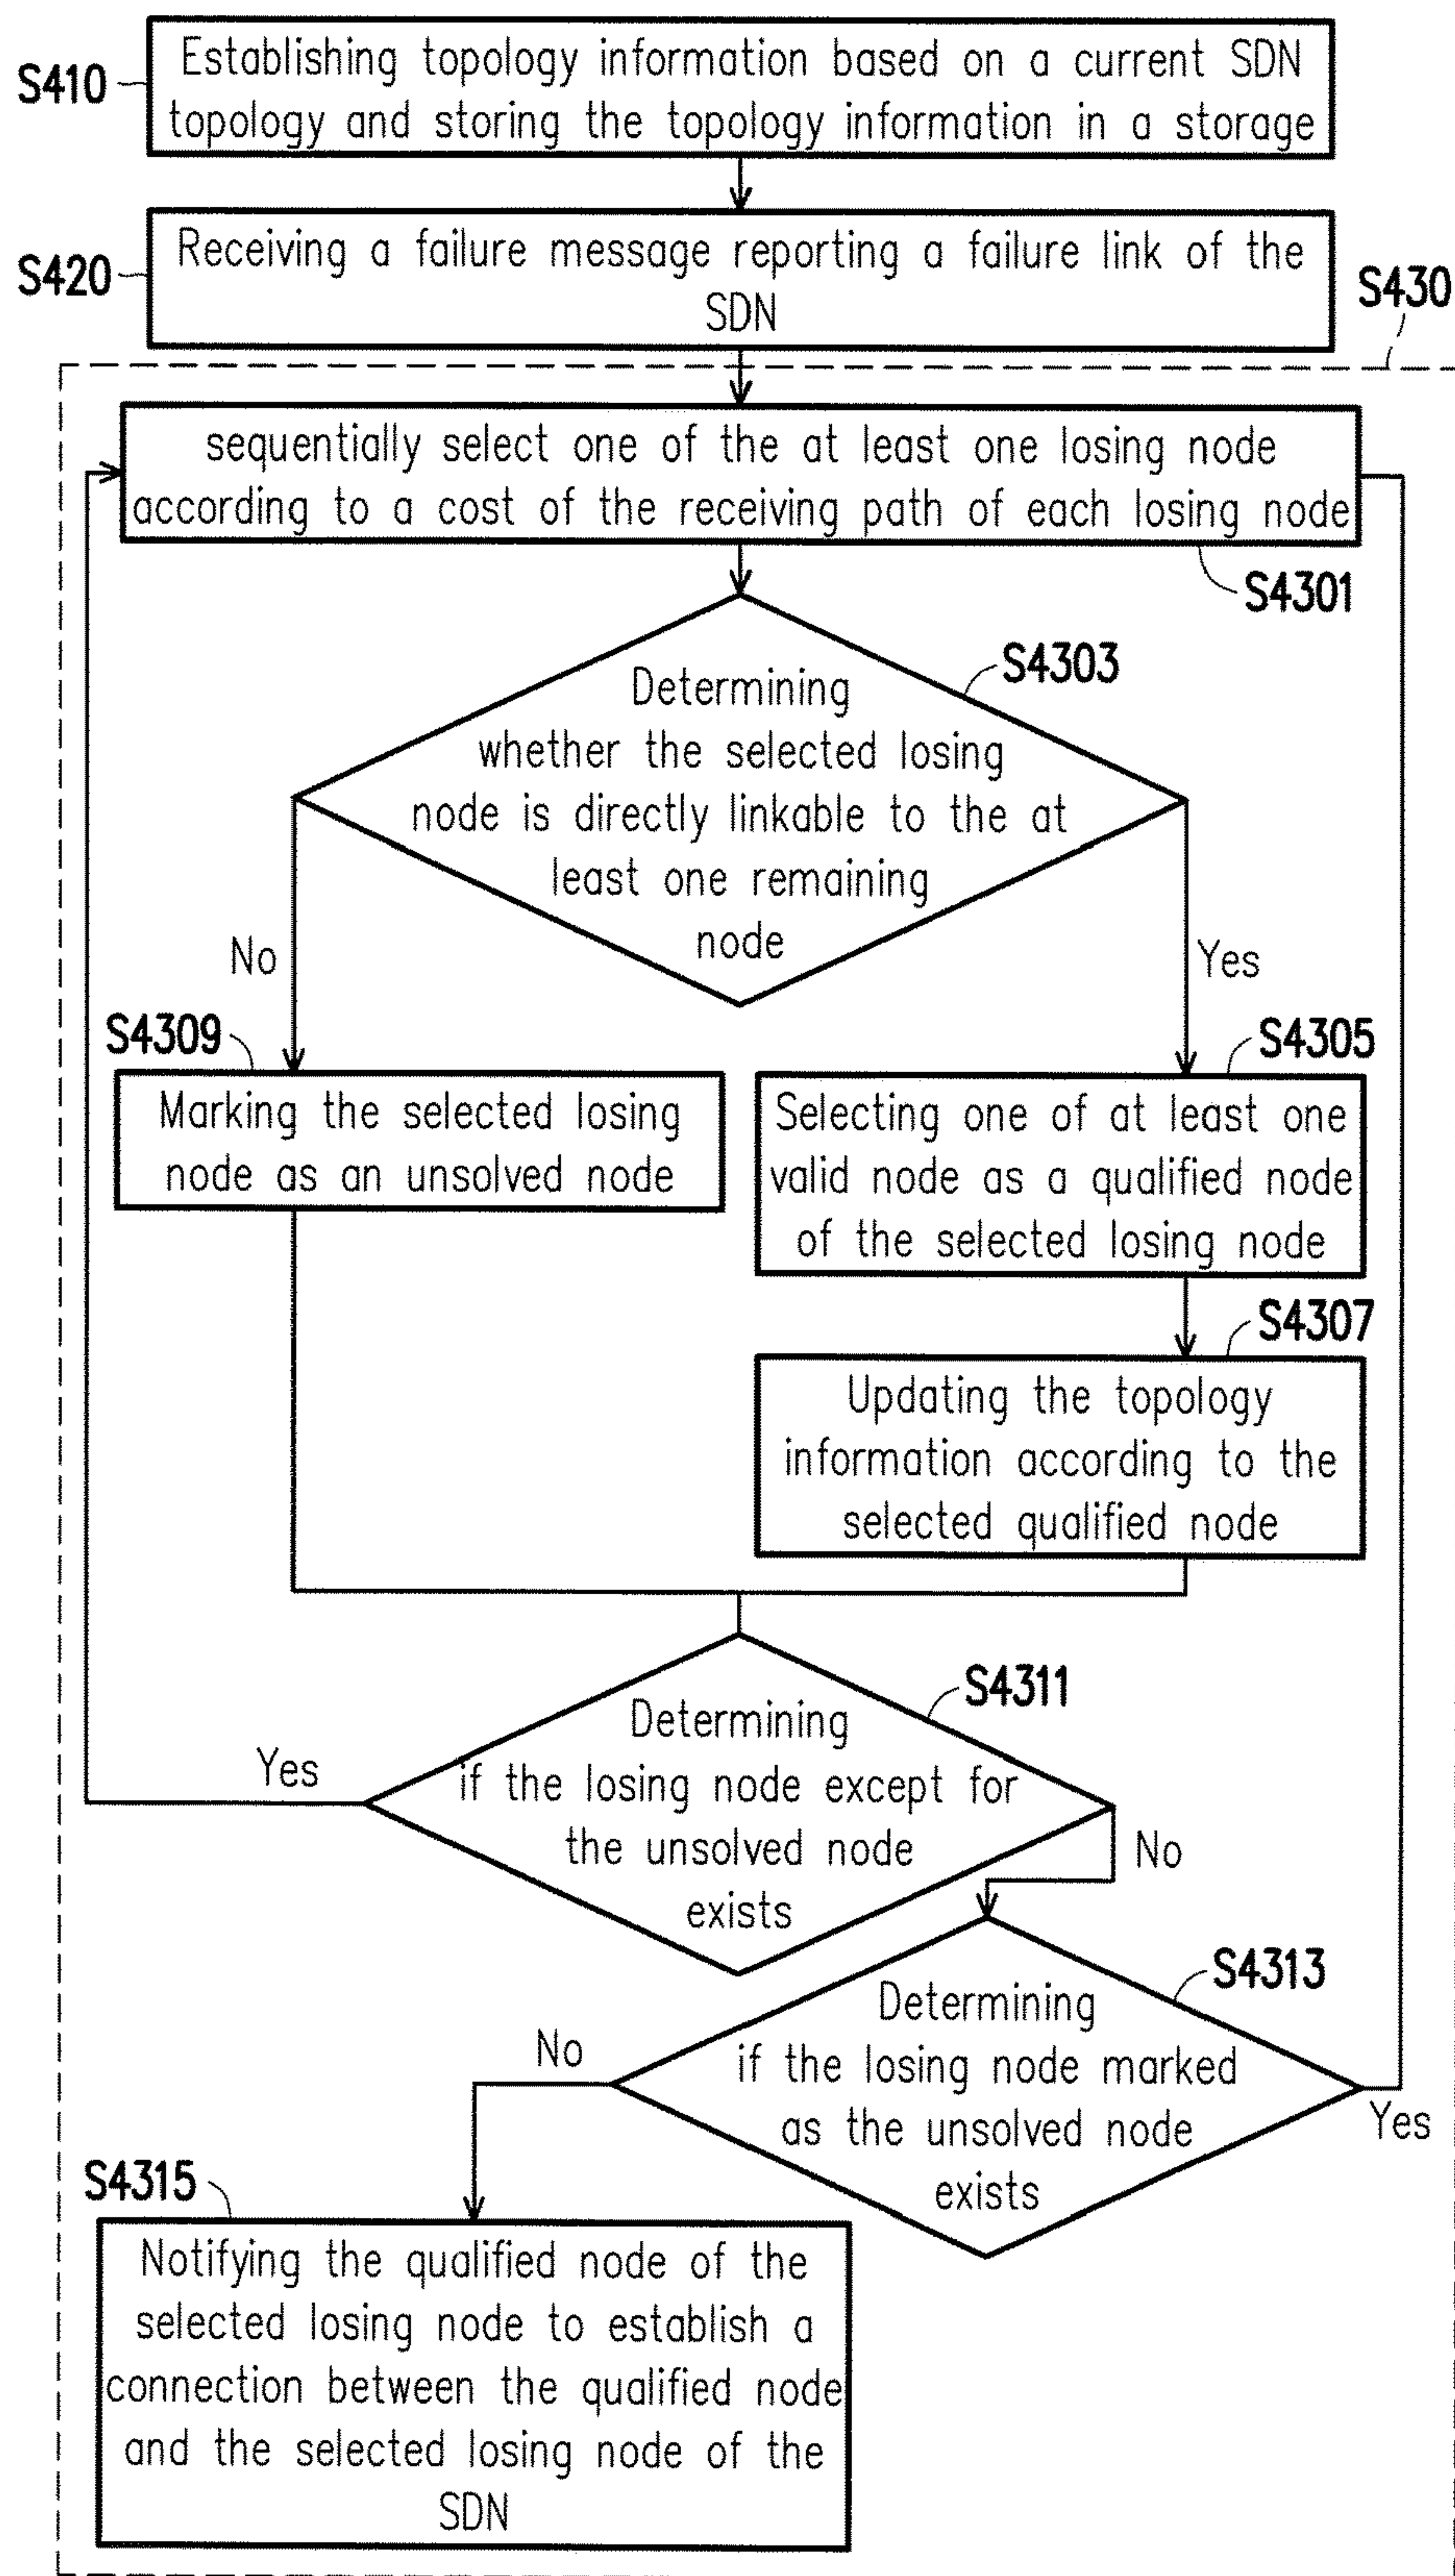 S410
Establishing topology information based on a current SDN
topology and storing the topology information in a storage
S420
Receiving a failure message reporting a failure link of the
SDN
S430
sequentially select one of the at least one losing node
according to a cost of the receiving path of each losing node
S4301
S4303
Determining
whether the selected losing
node is directly linkable to the at
least one remaining
node
No
Yes
S4309
Marking the selected losing
node as an unsolved node
S4305
Selecting one of at least one
valid node as a qualified node
of the selected losing node
S4307
Updating the topology
information according to the
selected qualified node
S4311
Determining
if the losing node except for
the unsolved node
exists
Yes
No
S4313
Determining
if the losing node marked
as the unsolved node
exists
No
Yes
S4315
Notifying the qualified node of the
selected losing node to establish a
connection between the qualified node
and the selected losing node of the
SDN